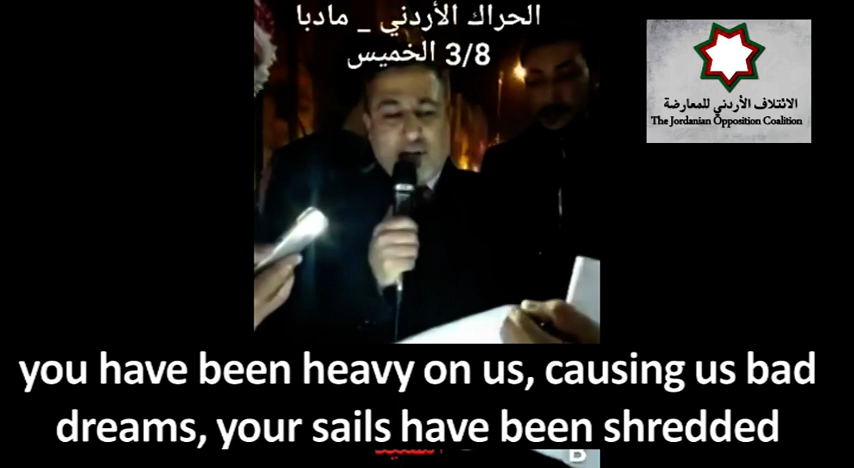 الحراك الأردني _ مادبا
الخميس 3/8
الائتلاف الأردني للمعارضة
The Jordanian Opposition Coalition
you have been heavy on us, causing us bad
dreams, your sails have been shredded
B